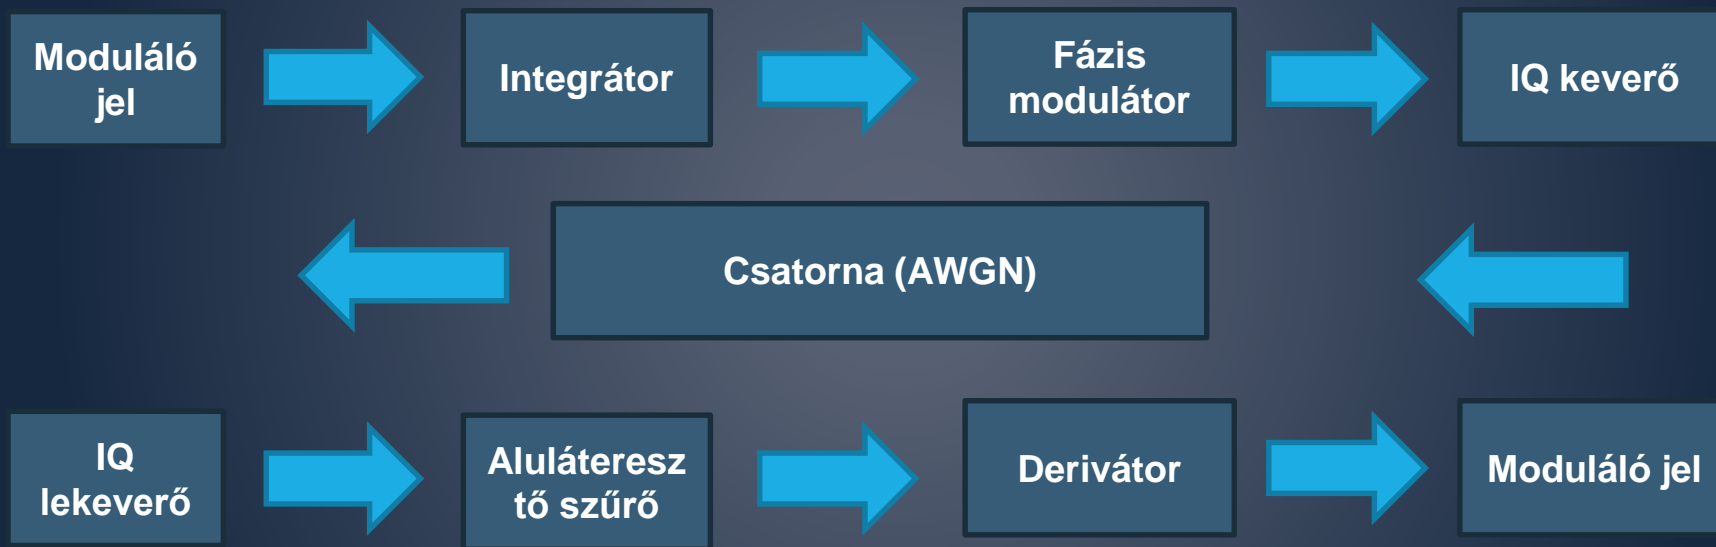 Moduláló
jel
Integrátor
Fázis
modulátor
IQ keverő
Csatorna (AWGN)
IQ
lekeverő
Aluláteresz
tő szűrő
Derivátor
Moduláló jel